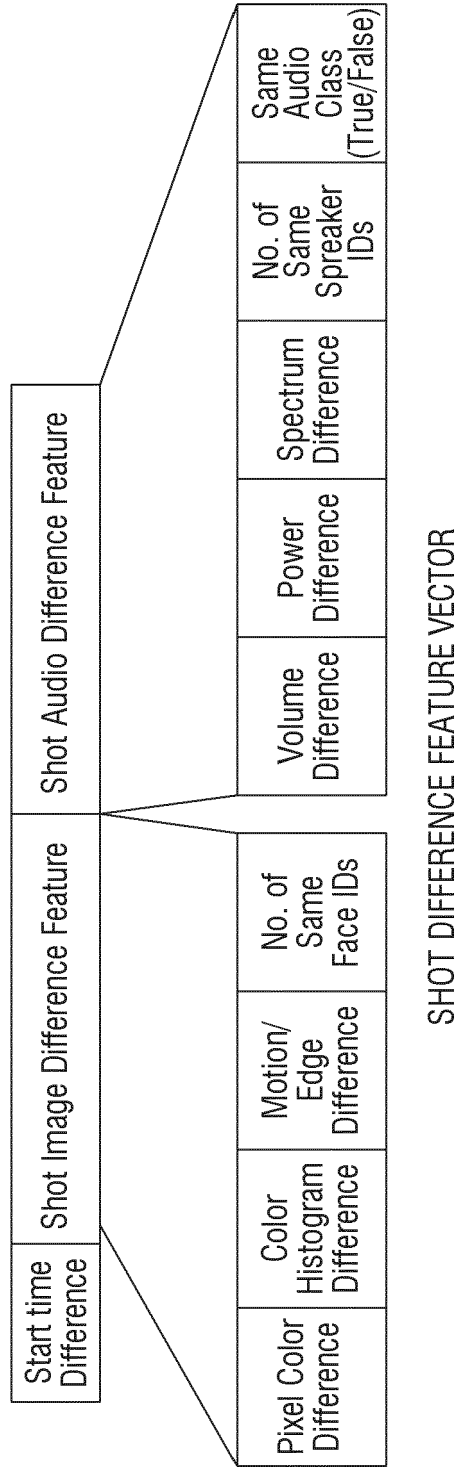 Start time
Difference
Shot Image Difference Feature
Shot Audio Difference Feature
Pixel Color
Difference
Color
Histogram
Difference
Motion/
Edge
Difference
No. of
Same
Face IDs
Volume
Difference
Power
Difference
Spectrum
Difference
No. of
Same
Spreaker
IDs
Same
Audio
Class
(True/False)
SHOT DIFFERENCE FEATURE VECTOR